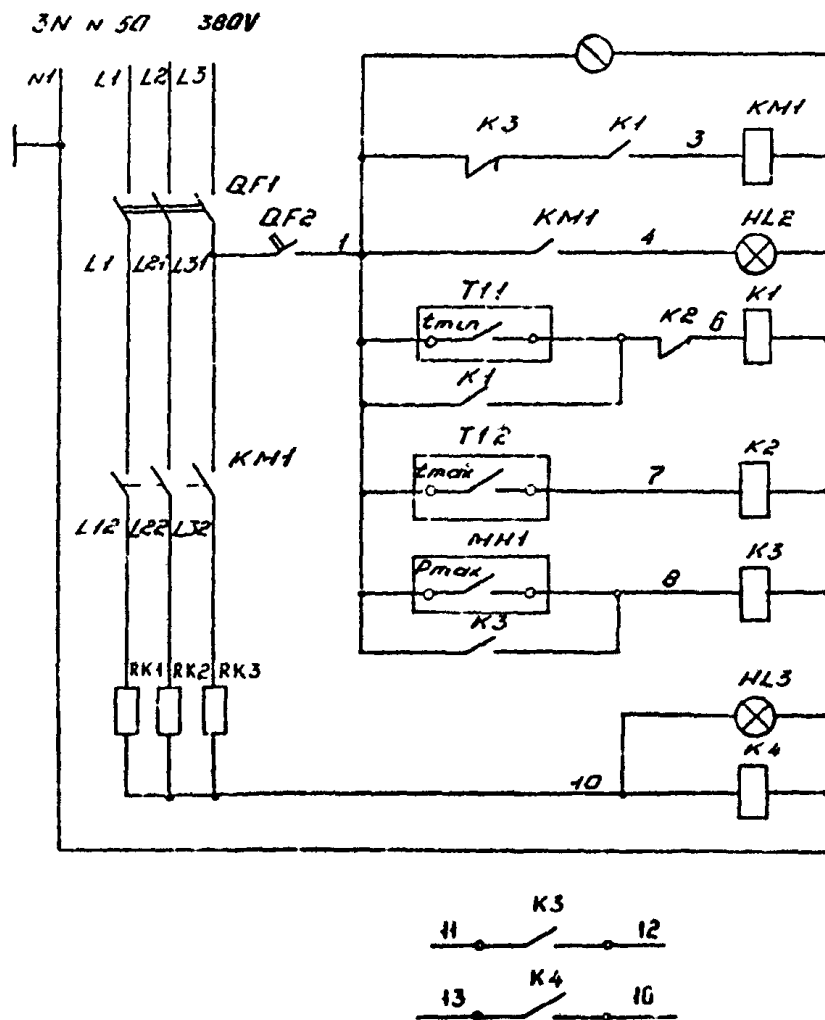 3N ~ 50 380V
N1 L1 L2 L3
QF1
QF2
K3 K1 3 KM1
1
KM1 4 HL2
L1 L21 L31
T11
tmin
K2 6 K1
K1
T12
tmax
7 K2
KM1
L12 L22 L32
MH1
Pmax
8 K3
K3
RK1 RK2 RK3
HL3
K4
10
K3
11 12
K4
13 10